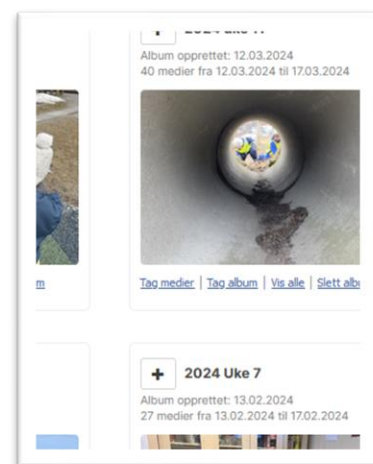 Album opprettet: 12.03.2024
40 medier fra 12.03.2024 til 17.03.2024
m
Tag medier | Tag album | Vis alle | Slett
+ 2024 Uke 7
Album opprettet: 13.02.2024
27 medier fra 13.02.2024 til 17.02.2024